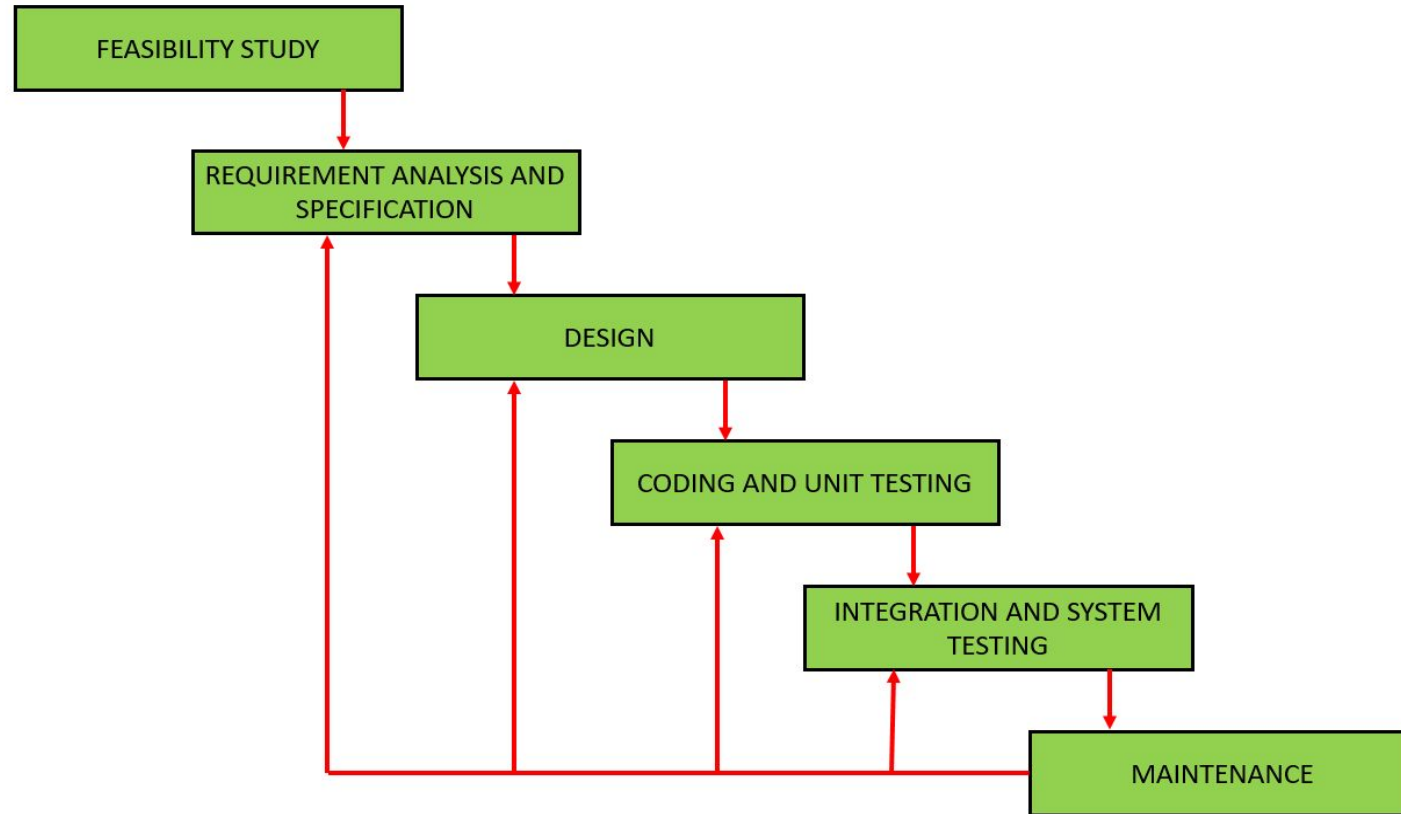 FEASIBILITY STUDY
REQUIREMENT ANALYSIS AND
SPECIFICATION
DESIGN
CODING AND UNIT TESTING
INTEGRATION AND SYSTEM
TESTING
MAINTENANCE